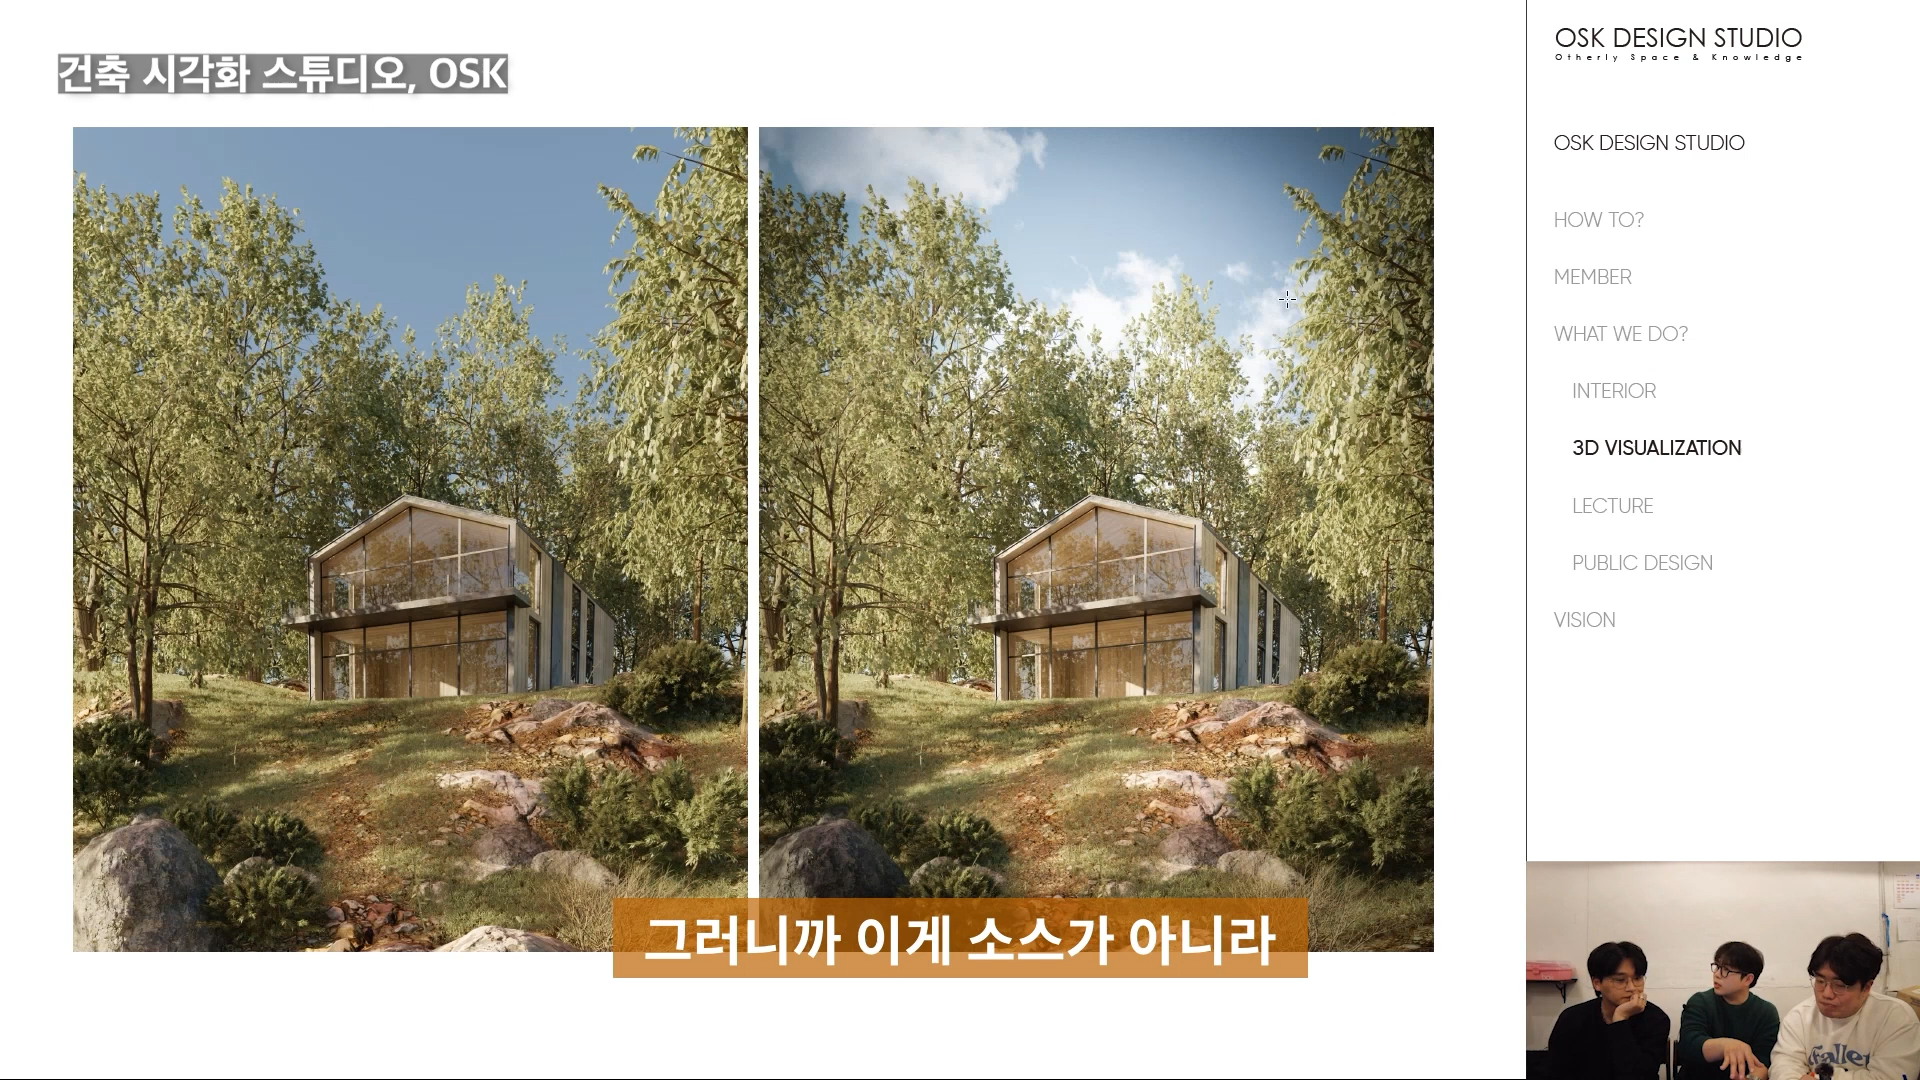 건축 시각화 스튜디오, OSK
OSK DESIGN STUDIO
Otherly Space & Knowledge
OSK DESIGN STUDIO
HOW TO?
MEMBER
WHAT WE DO?
INTERIOR
3D VISUALIZATION
LECTURE
PUBLIC DESIGN
VISION
그러니까 이게 소스가 아니라